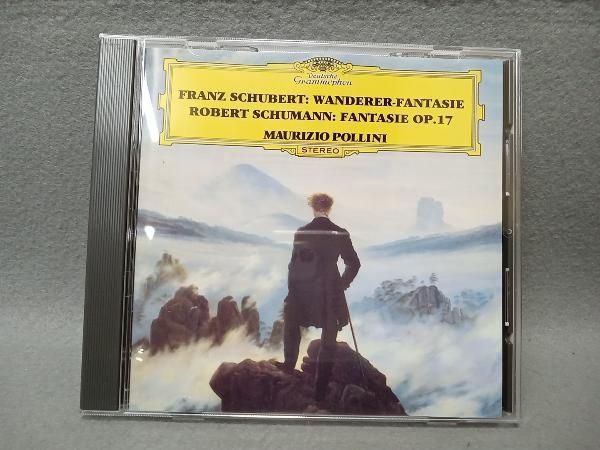 Deutsche
Grammophon
FRANZ SCHUBERT: WANDERER-FANTASIE
ROBERT SCHUMANN: FANTASIE OP.17
MAURIZIO POLLINI
STEREO